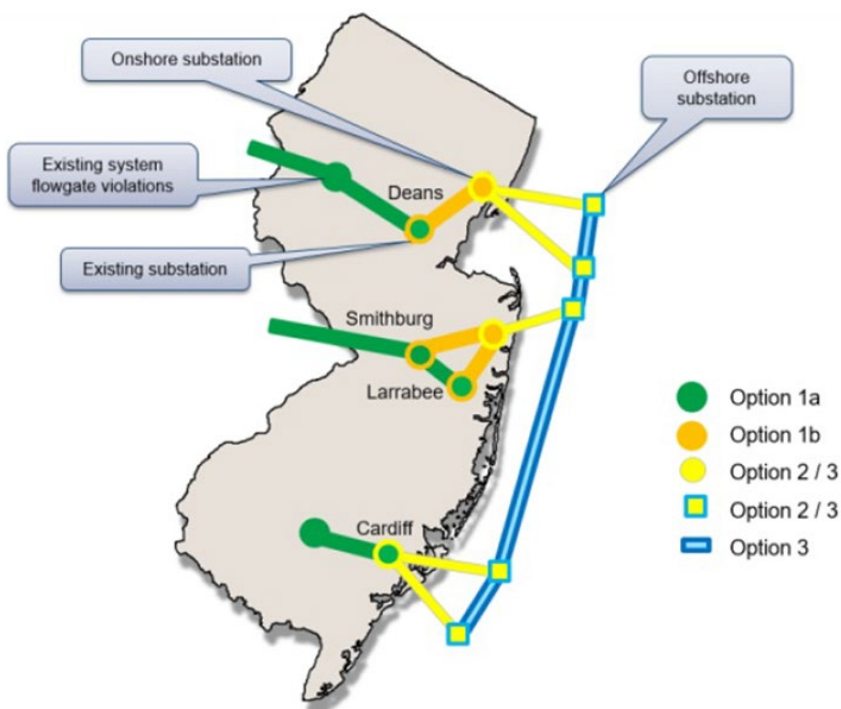 Onshore substation
Offshore
substation
Existing system
flowgate violations
Deans
Existing substation
Smithburg
Larrabee
Option 1a
Option 1b
Option 2 / 3
Option 2 / 3
Option 3
Cardiff